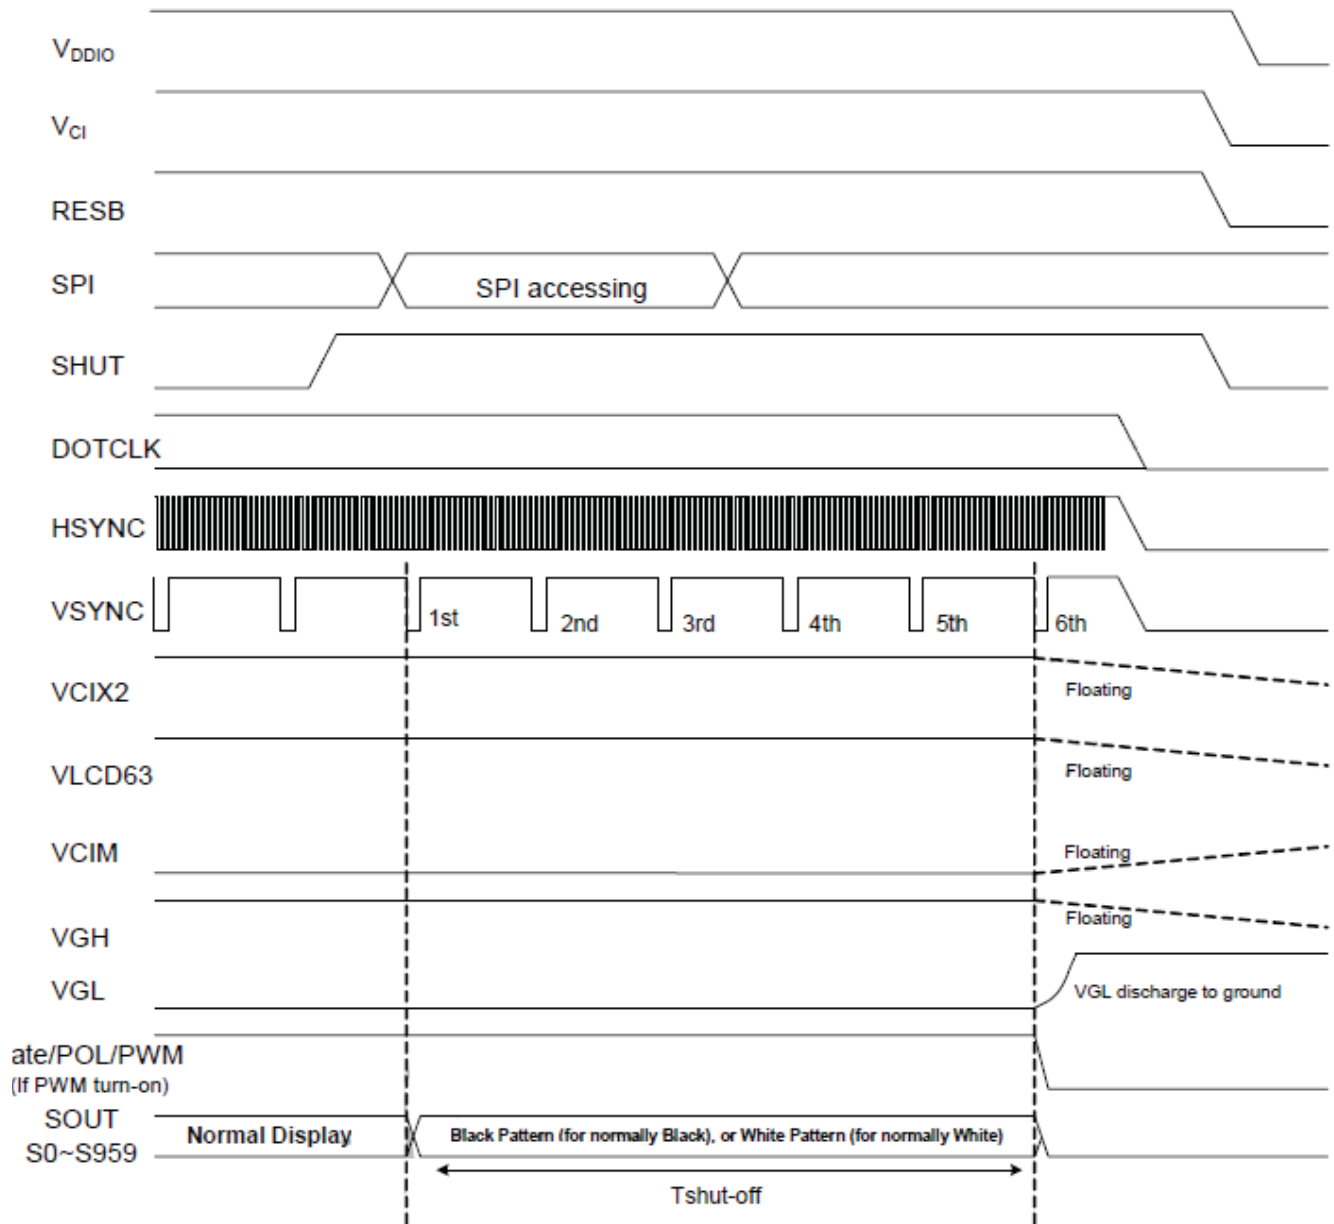 VDDIO
VCI
RESB
SPI
SPI accessing
SHUT
DOTCLK
HSYNC
VSYNC
1st
2nd
3rd
4th
5th
6th
VCIX2
Floating
VLCD63
Floating
VCIM
Floating
VGH
Floating
VGL
VGL discharge to ground
ate/POL/PWM
(If PWM turn-on)
SOUT
S0~S959
Normal Display
Black Pattern (for normally Black), or White Pattern (for normally White)
Tshut-off